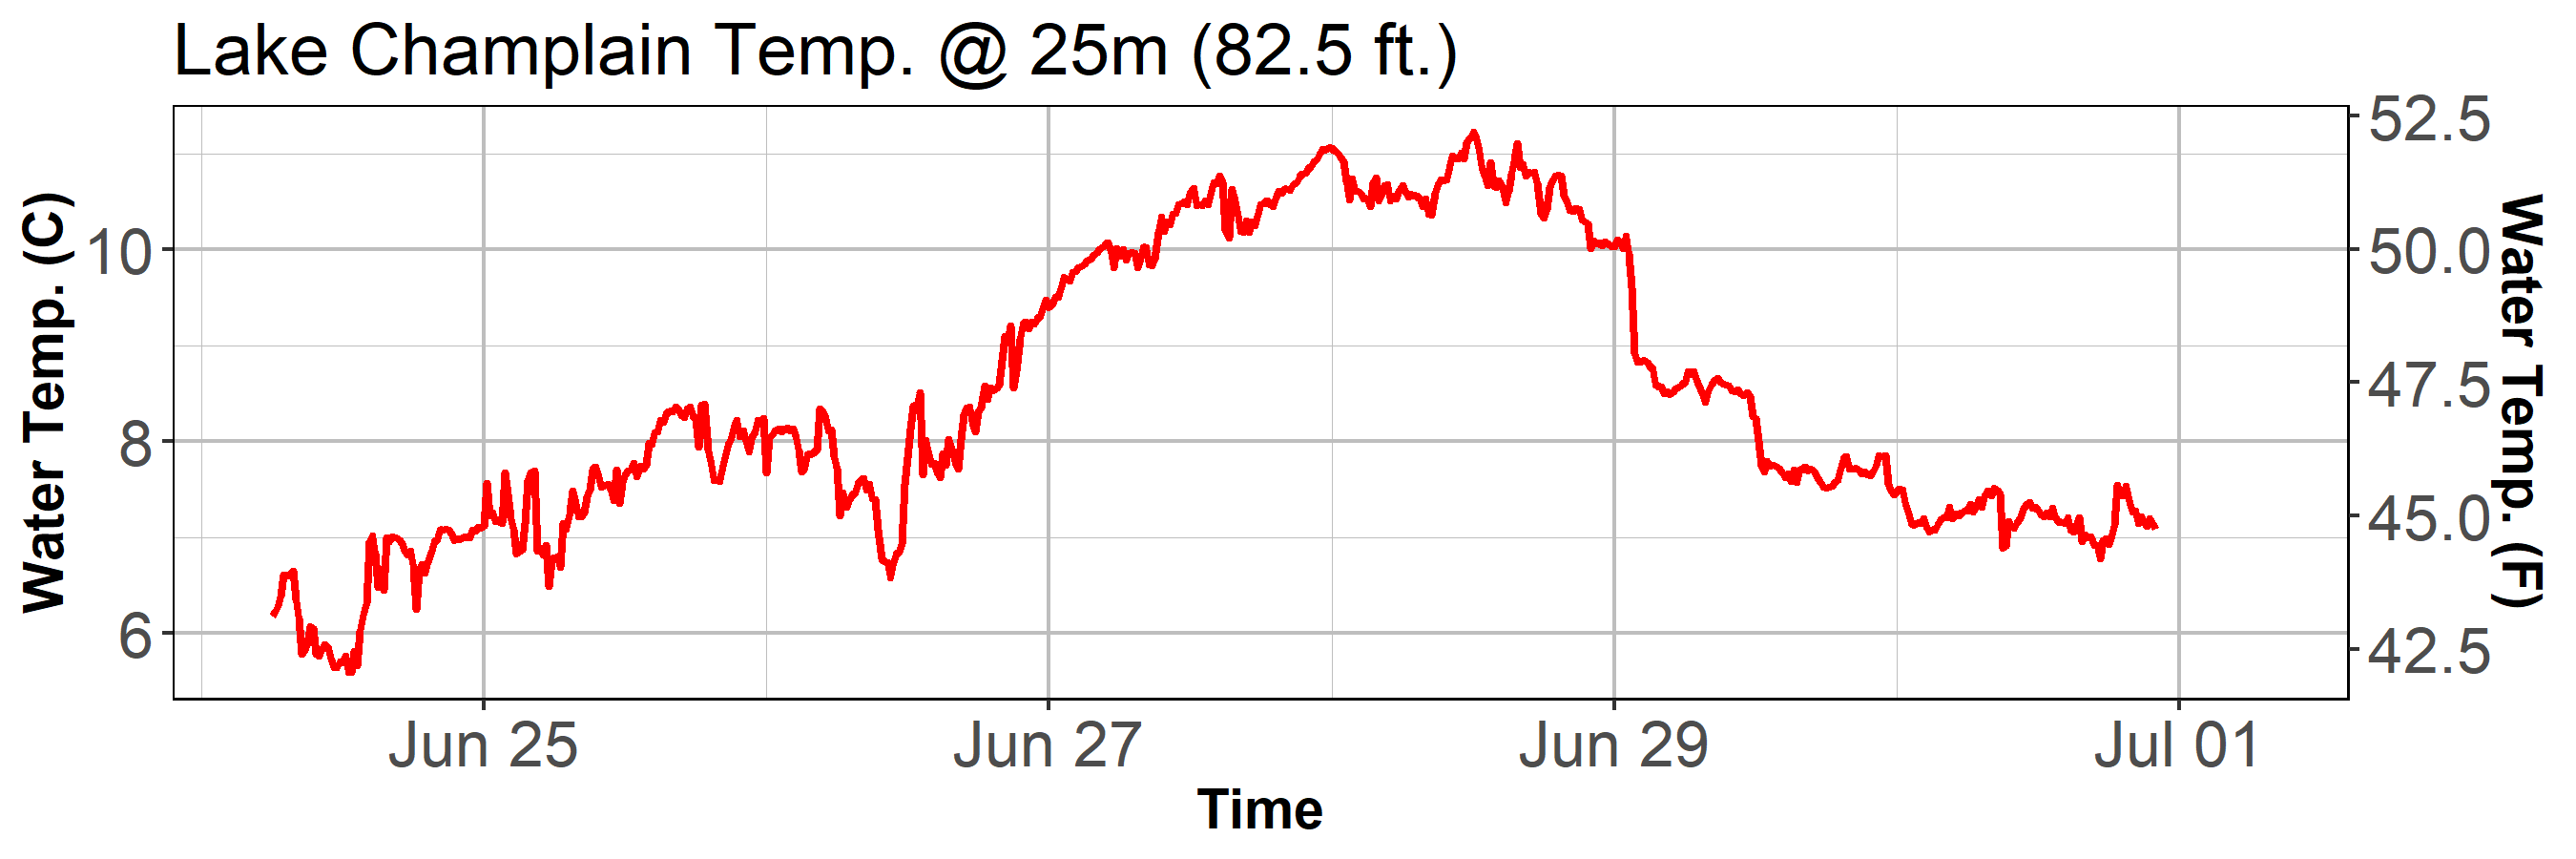 Lake Champlain Temp. @ 25m (82.5 ft.)
Water Temp. (C)
10
8
6
52.5
50.0
47.5
45.0
42.5
Water Temp. (F)
Jun 25
Jun 27
Jun 29
Jul 01
Time